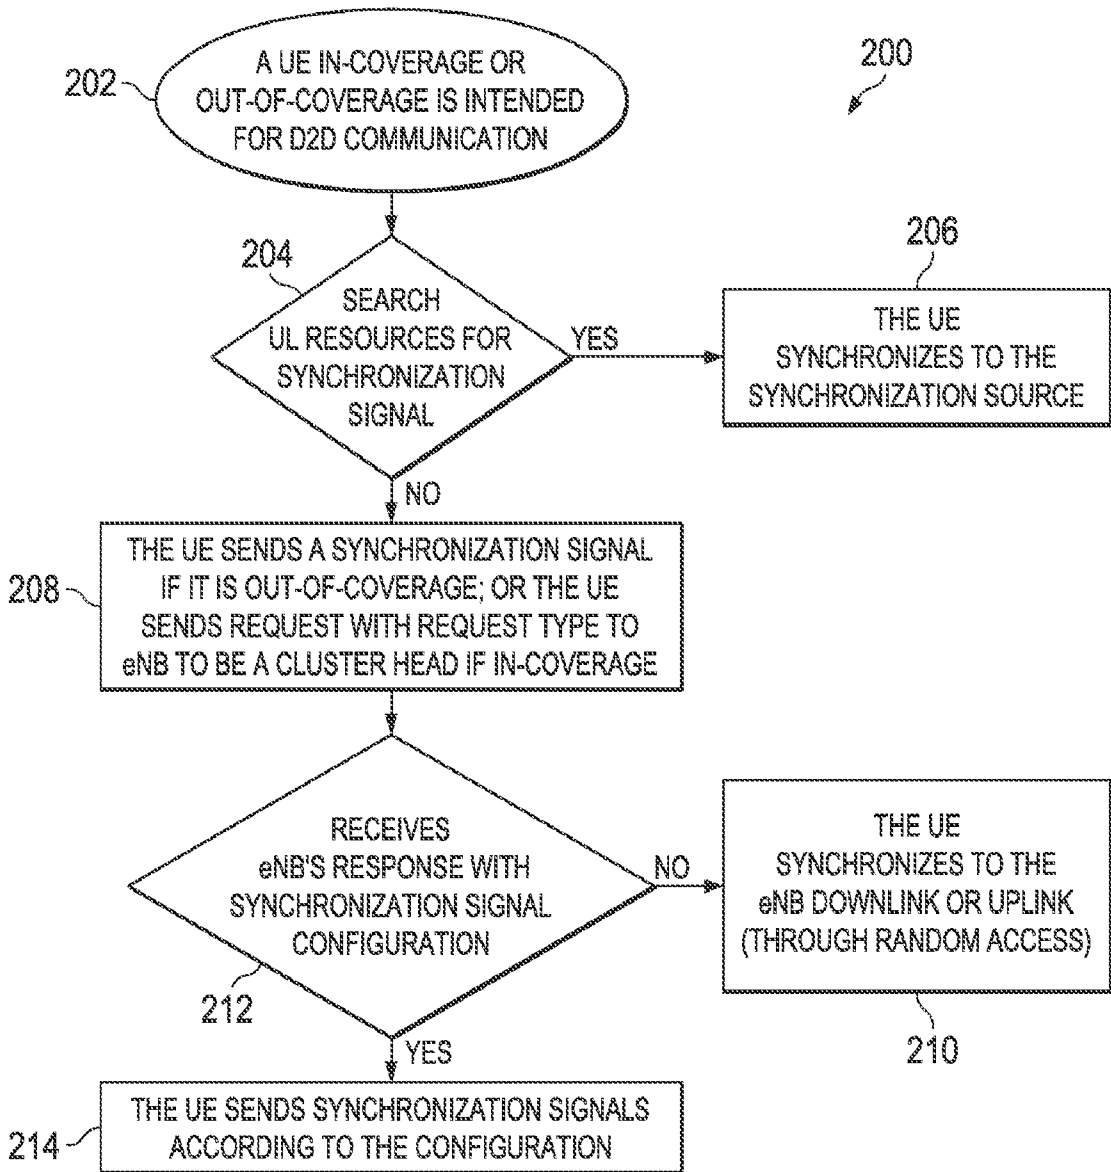 202
A UE IN-COVERAGE OR
OUT-OF-COVERAGE IS INTENDED
FOR D2D COMMUNICATION
200
204
SEARCH
UL RESOURCES FOR
SYNCHRONIZATION
SIGNAL
YES
206
THE UE
SYNCHRONIZES TO THE
SYNCHRONIZATION SOURCE
NO
208
THE UE SENDS A SYNCHRONIZATION SIGNAL
IF IT IS OUT-OF-COVERAGE; OR THE UE
SENDS REQUEST WITH REQUEST TYPE TO
eNB TO BE A CLUSTER HEAD IF IN-COVERAGE
RECEIVES
eNB'S RESPONSE WITH
SYNCHRONIZATION SIGNAL
CONFIGURATION
212
NO
THE UE
SYNCHRONIZES TO THE
eNB DOWNLINK OR UPLINK
(THROUGH RANDOM ACCESS)
210
YES
214
THE UE SENDS SYNCHRONIZATION SIGNALS
ACCORDING TO THE CONFIGURATION